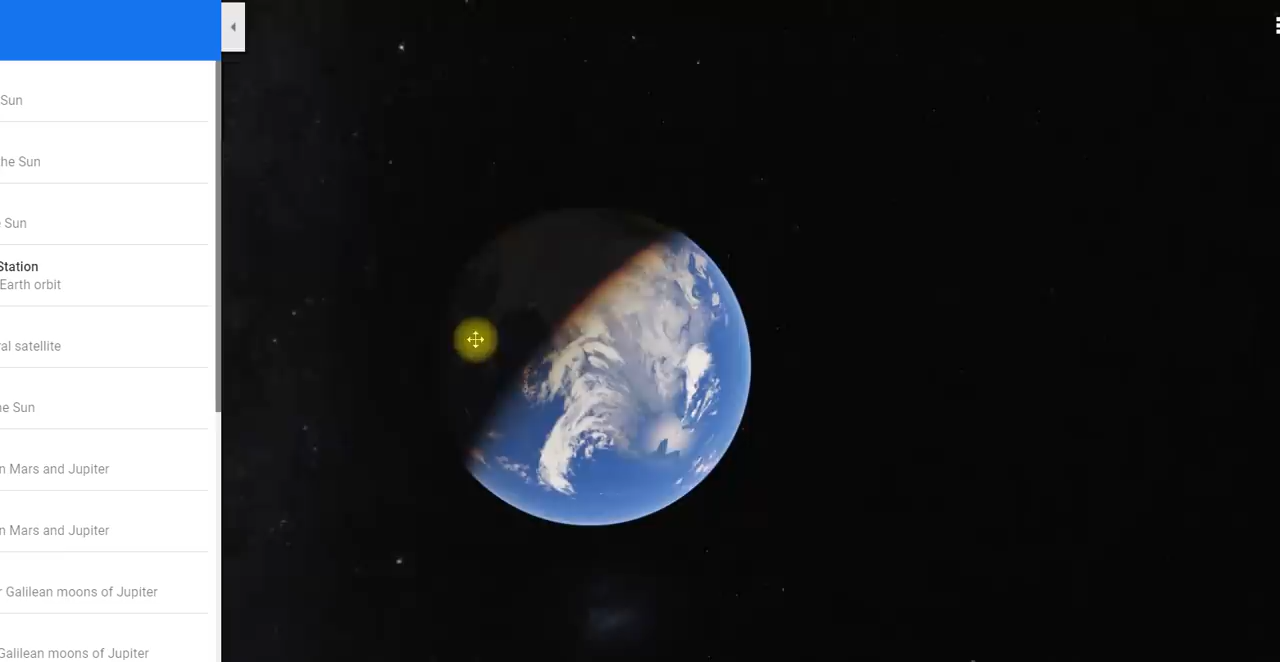 Sun
he Sun
Sun
Station
Earth orbit
al satellite
e Sun
n Mars and Jupiter
n Mars and Jupiter
r Galilean moons of Jupiter
Galilean moons of Jupiter